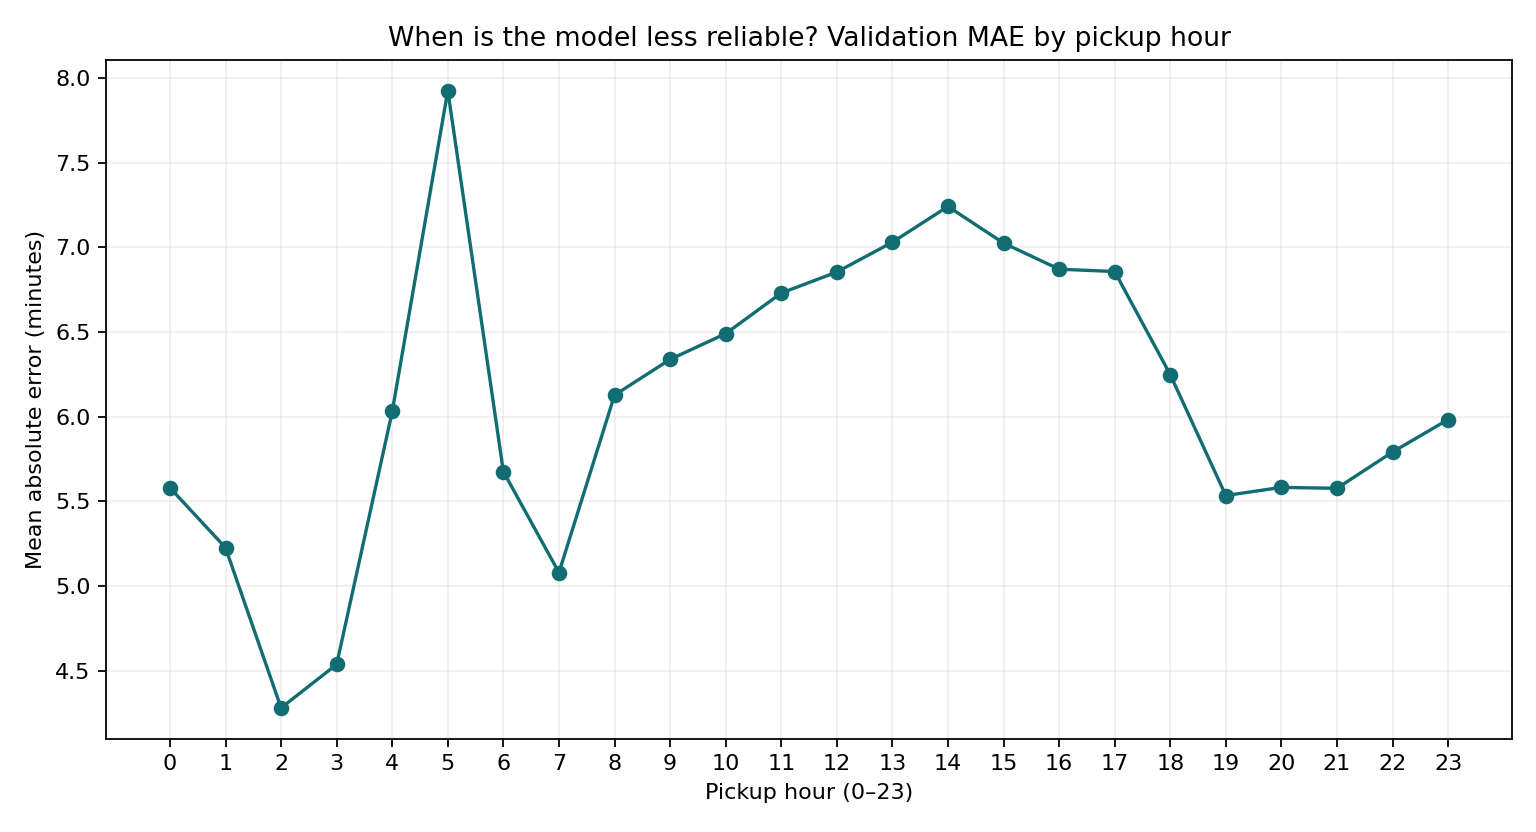 When is the model less reliable? Validation MAE by pickup hour
8.0
7.5
7.0
6.5
6.0
5.5
5.0
4.5
Mean absolute error (minutes)
0 1 2 3 4 5 6 7 8 9 10 11 12 13 14 15 16 17 18 19 20 21 22 23
Pickup hour (0–23)